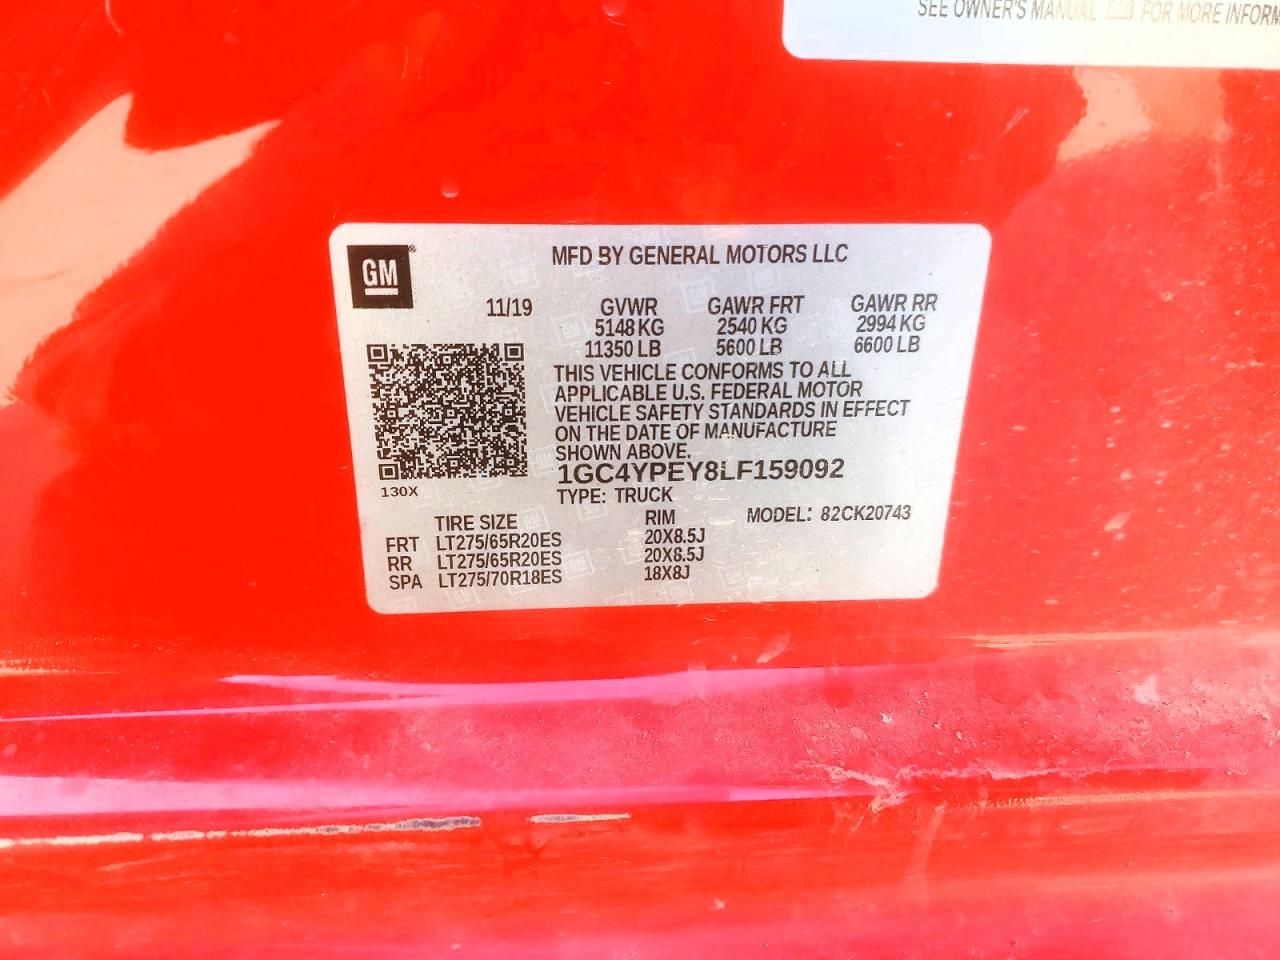 SEE OWNER'S MANUAL FOR MORE
GM ®
MFD BY GENERAL MOTORS LLC
11/19 GVWR GAWR FRT GAWR RR
5148 KG 2540 KG 2994 KG
11350 LB 5600 LB 6600 LB
THIS VEHICLE CONFORMS TO ALL
APPLICABLE U.S. FEDERAL MOTOR
VEHICLE SAFETY STANDARDS IN EFFECT
ON THE DATE OF MANUFACTURE
SHOWN ABOVE.
1GC4YPEY8LF159092
130X
TYPE: TRUCK
TIRE SIZE RIM MODEL: 82CK20743
FRT LT275/65R20ES 20X8.5J
RR LT275/65R20ES 20X8.5J
SPA LT275/70R18ES 18X8J